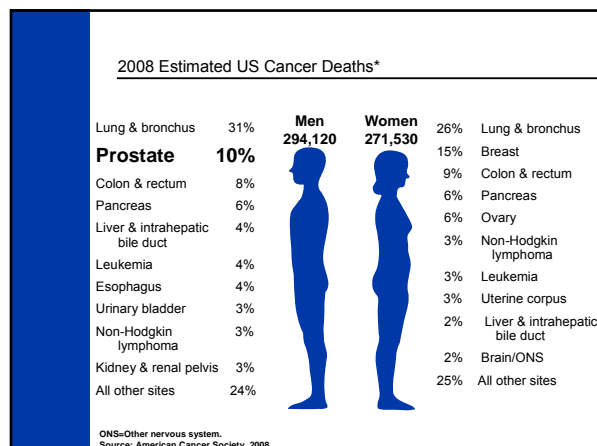 2008 Estimated US Cancer Deaths*
Men
294,120
Women
271,530
Lung & bronchus 31%
Prostate 10%
Colon & rectum 8%
Pancreas 6%
Liver & intrahepatic 4%
bile duct
Leukemia 4%
Esophagus 4%
Urinary bladder 3%
Non-Hodgkin 3%
lymphoma
Kidney & renal pelvis 3%
All other sites 24%
26% Lung & bronchus
15% Breast
9% Colon & rectum
6% Pancreas
6% Ovary
3% Non-Hodgkin
lymphoma
3% Leukemia
3% Uterine corpus
2% Liver & intrahepatic
bile duct
2% Brain/ONS
25% All other sites
ONS=Other nervous system.
Source: American Cancer Society, 2008